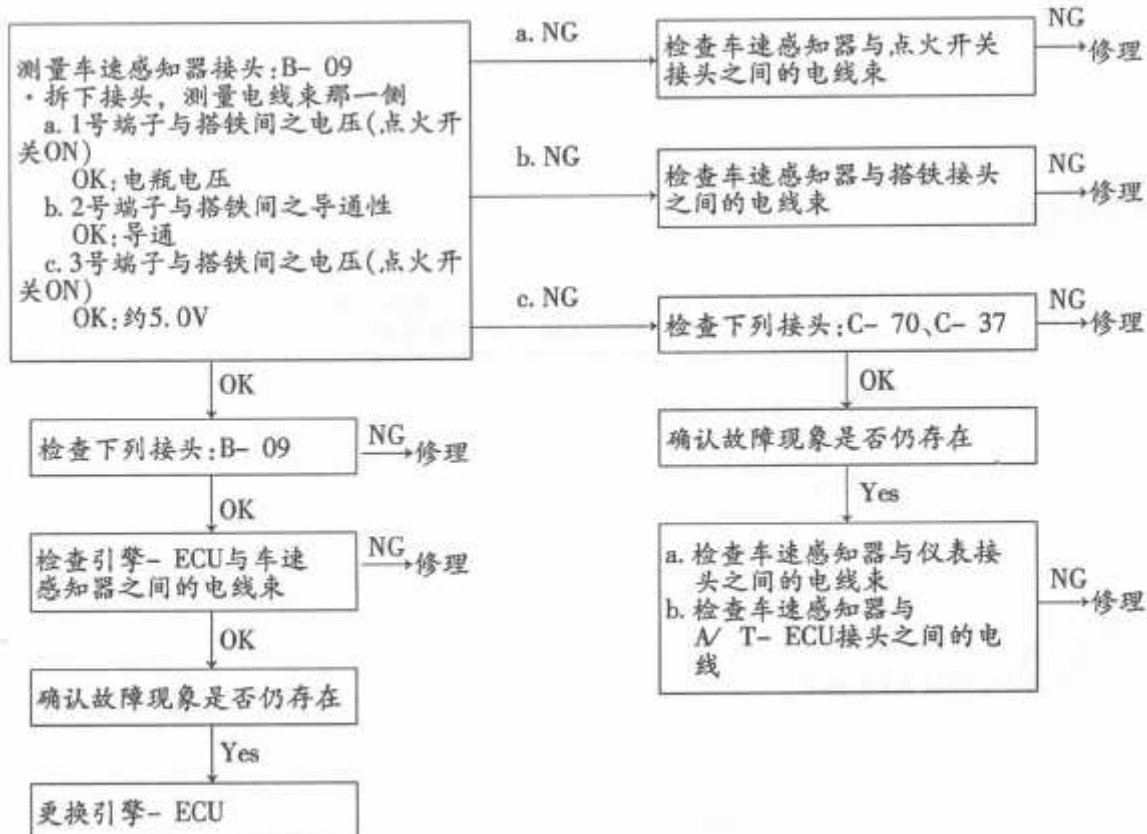 测量车速感知器接头:B- 09
·拆下接头, 测量电线束那一侧
a. 1号端子与搭铁间之电压(点火开
关ON)
OK:电瓶电压
b. 2号端子与搭铁间之导通性
OK:导通
c. 3号端子与搭铁间之电压(点火开
关ON)
OK:约5. 0V
a. NG
检查车速感知器与点火开关
接头之间的电线束
NG
修理
b. NG
检查车速感知器与搭铁接头
之间的电线束
NG
修理
c. NG
检查下列接头:C- 70、C- 37
NG
修理
OK
确认故障现象是否仍存在
Yes
a. 检查车速感知器与仪表接
头之间的电线束
b. 检查车速感知器与
A/ T- ECU接头之间的电
线
NG
修理
OK
检查下列接头:B- 09
NG
修理
OK
检查引擎- ECU与车速
感知器之间的电线束
NG
修理
OK
确认故障现象是否仍存在
Yes
更换引擎- ECU